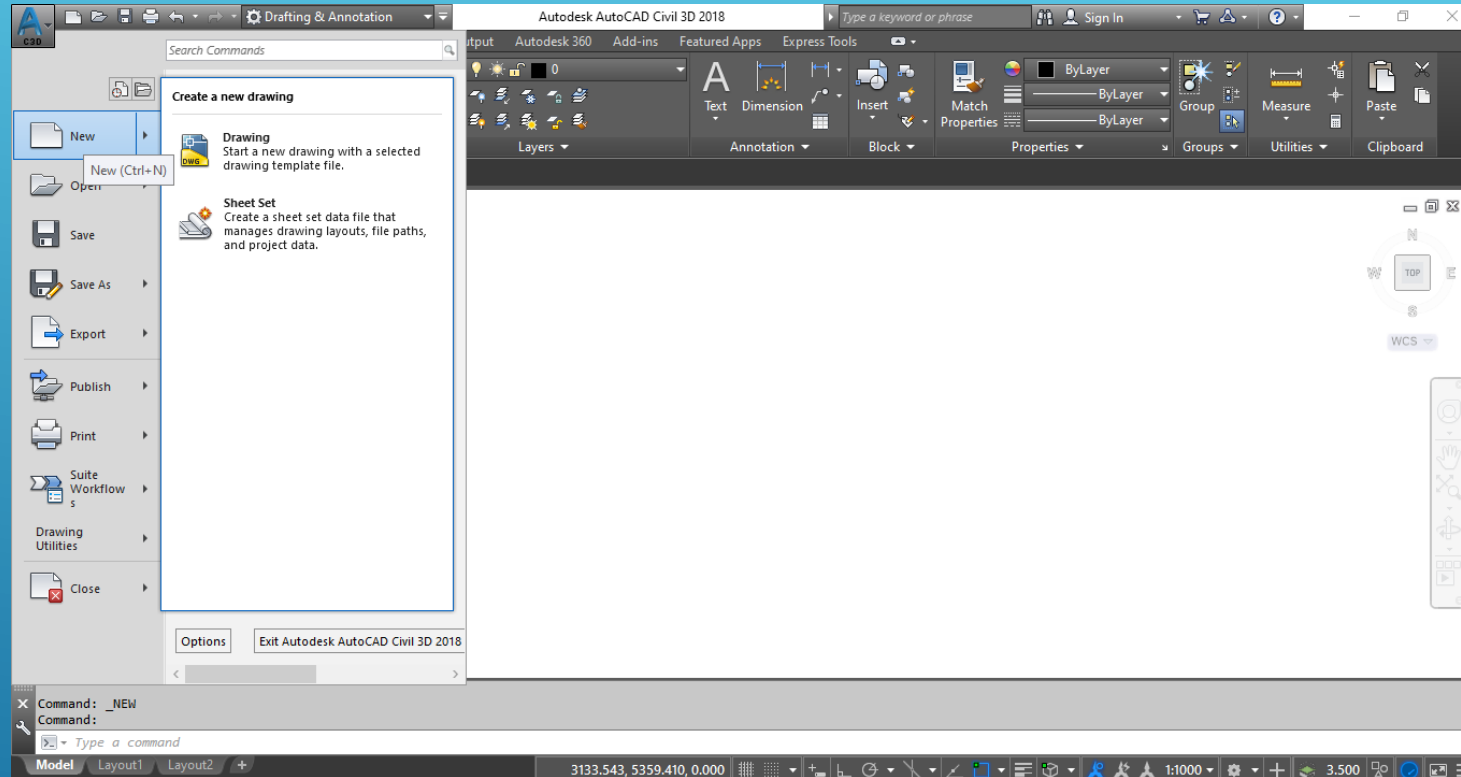 C3D
Drafting & Annotation
Autodesk AutoCAD Civil 3D 2018
Type a keyword or phrase
Sign In
Search Commands
Autodesk 360 Add-ins Featured Apps Express Tools
0
ByLayer
ByLayer
ByLayer
Text Dimension Insert Match
Properties
Group Measure Paste
Layers Annotation Block Properties Groups Utilities Clipboard
Create a new drawing
New
New (Ctrl+N)
Drawing
Start a new drawing with a selected
drawing template file.
DWG
Sheet Set
Create a sheet set data file that
manages drawing layouts, file paths,
and project data.
Open
Save
Save As
Export
Publish
Print
Suite
Workflow
s
Drawing
Utilities
Close
Options Exit Autodesk AutoCAD Civil 3D 2018
N
W TOP E
S
WCS
Command: _NEW
Command:
Type a command
Model Layout1 Layout2 +
3133.543, 5359.410, 0.000 1:1000 3.500